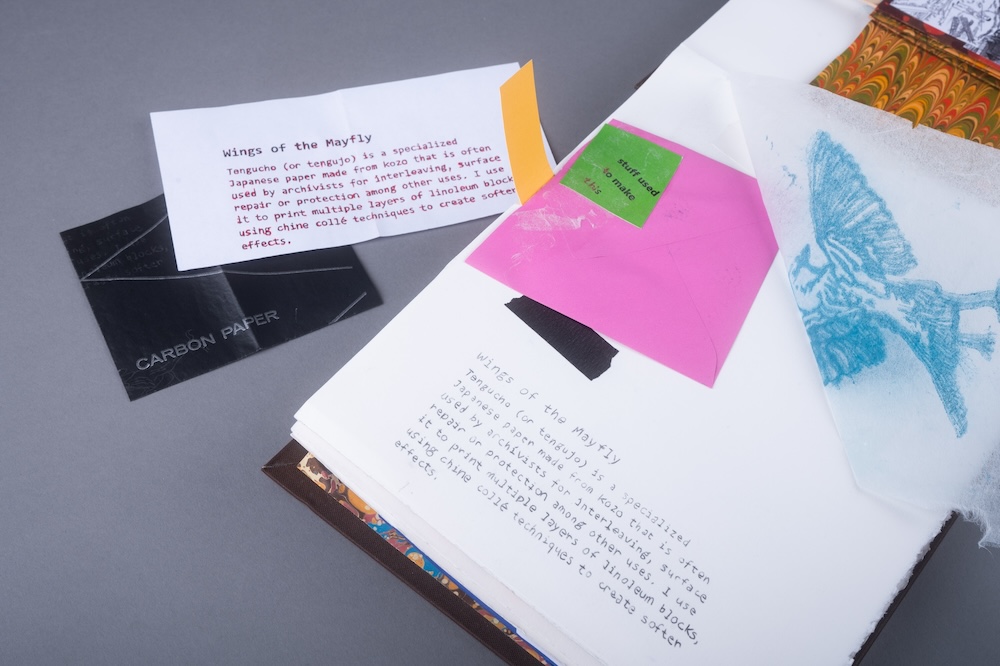 Wings of the Mayfly
Tengucho (or tengujo) is a specialized
Japanese paper made from kozo that is often
used by archivists for interleaving, surface
repair or protection among other uses. I use
it to print multiple layers of linoleum block
using chine collé techniques to create softer
effects.
CARBON PAPER
stuff used
to make
this
Wings of the Mayfly
Tengucho (or tengujo) is a specialized
Japanese paper made from kozo that is often
used by archivists for interleaving, surface
repair or protection among other uses. I use
it to print multiple layers of linoleum blocks,
using chine collé techniques to create softer
effects.